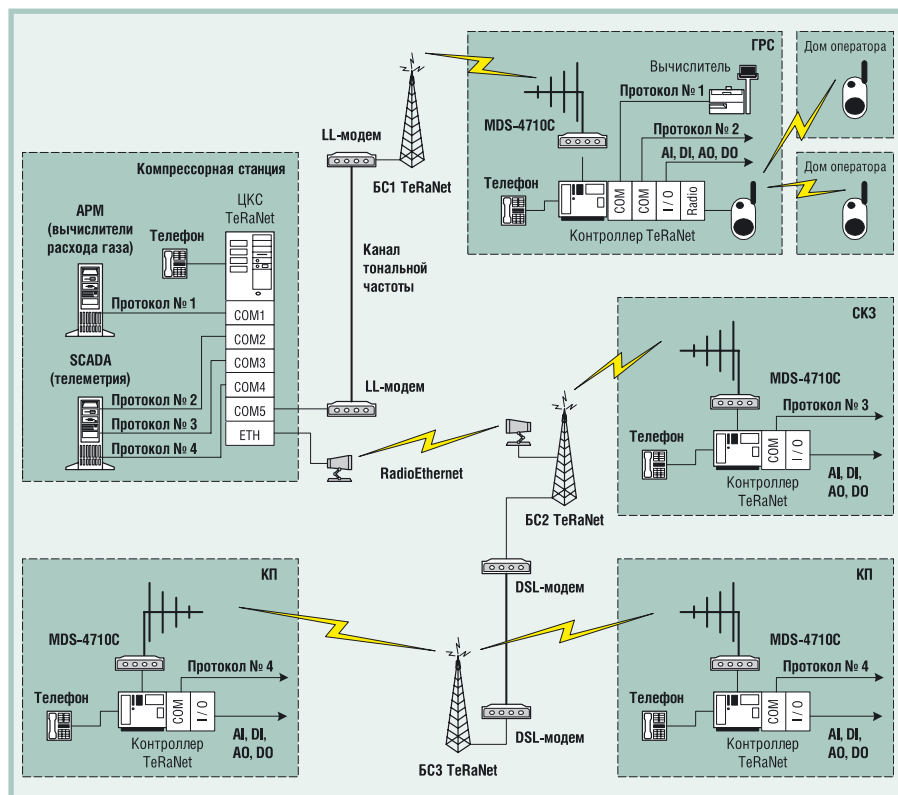 Компрессорная станция
АРМ
(вычислители
расхода газа)
Телефон
ЦКС
TeRaNet
Протокол № 1
COM1
COM2
COM3
COM4
COM5
ETH
SCADA
(телеметрия)
Протокол № 2
Протокол № 3
Протокол № 4
LL-модем
БС1 TeRaNet
Канал
тональной
частоты
LL-модем
RadioEthernet
ГРС
Вычислитель
Протокол № 1
MDS-4710C
Протокол № 2
AI, DI, AO, DO
Телефон
COM
COM
I / O
Radio
Контроллер TeRaNet
Дом оператора
Дом оператора
СКЗ
MDS-4710C
Протокол № 3
Телефон
COM
I / O
Контроллер
TeRaNet
AI, DI,
AO, DO
БС2 TeRaNet
DSL-модем
DSL-модем
БС3 TeRaNet
КП
MDS-4710C
Протокол № 4
Телефон
COM
I / O
Контроллер
TeRaNet
AI, DI,
AO, DO
КП
MDS-4710C
Протокол № 4
Телефон
COM
I / O
Контроллер
TeRaNet
AI, DI,
AO, DO